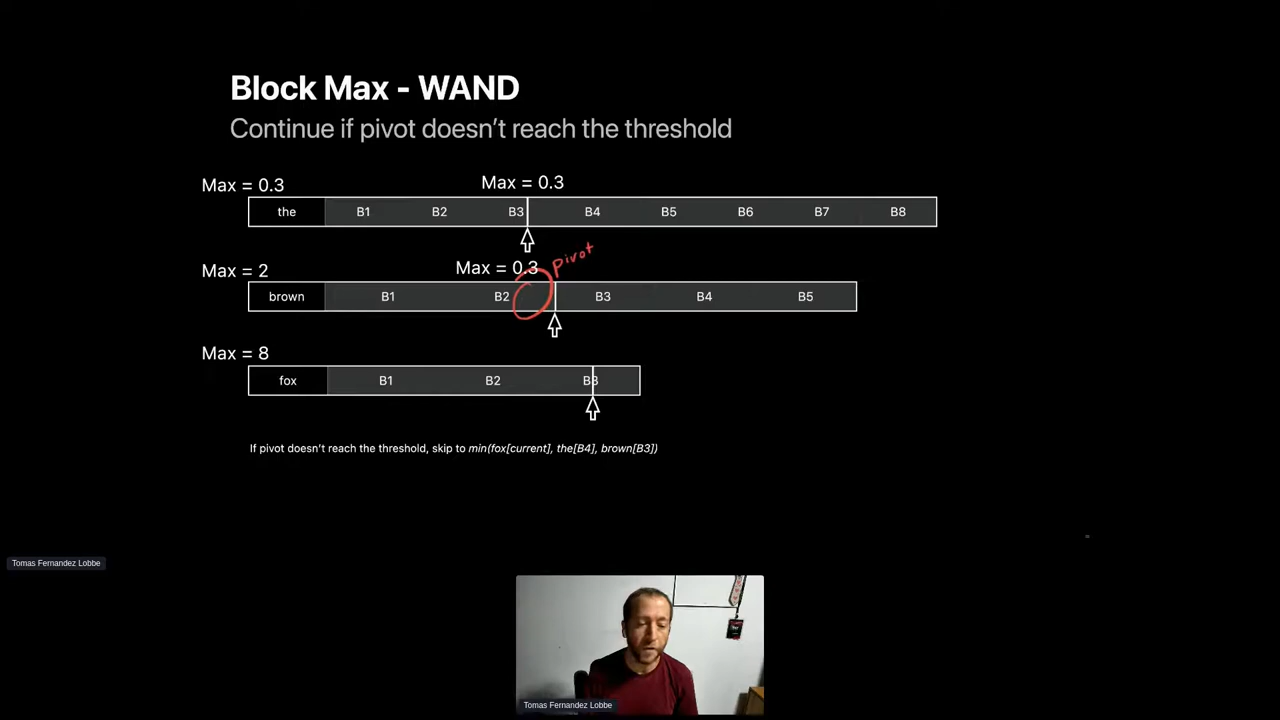 Block Max - WAND
Continue if pivot doesn’t reach the threshold
Max = 0.3
Max = 0.3
the B1 B2 B3 B4 B5 B6 B7 B8
Max = 2
Max = 0.3
pivot
brown B1 B2 B3 B4 B5
Max = 8
fox B1 B2 B3
If pivot doesn’t reach the threshold, skip to min(fox[current], the[B4], brown[B3])
Tomas Fernandez Lobbe
Tomas Fernandez Lobbe